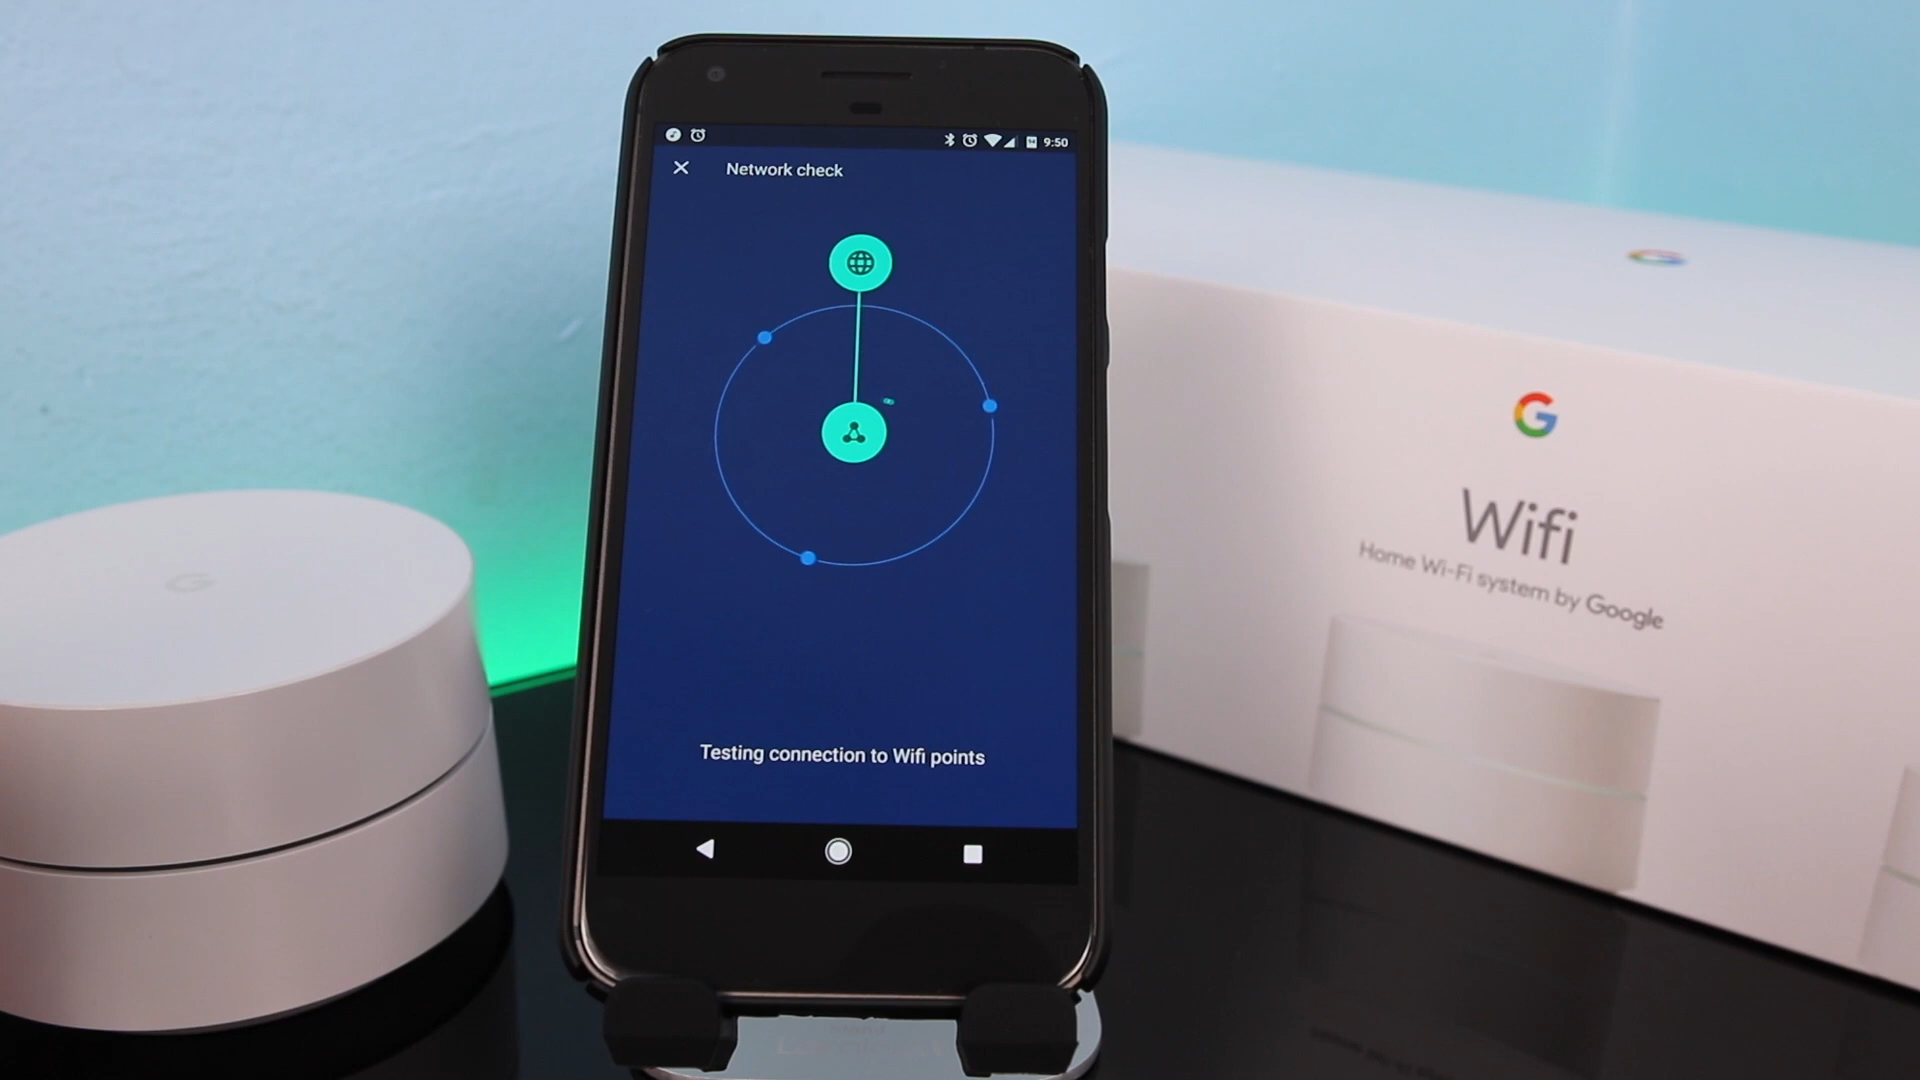 9:50
Network check
Testing connection to Wifi points
G
G
Wifi
Home Wi-Fi system by Google